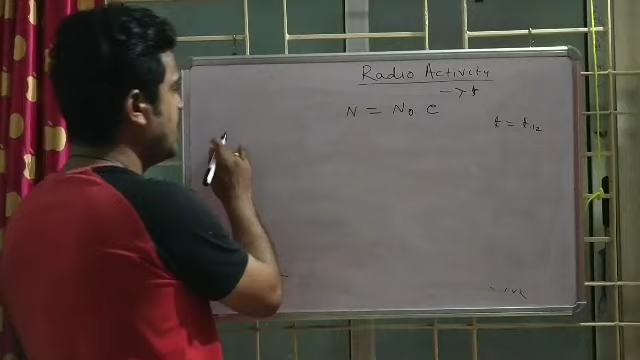 Radio Activity
N = N₀ e^{-λt}
t = t₁/₂